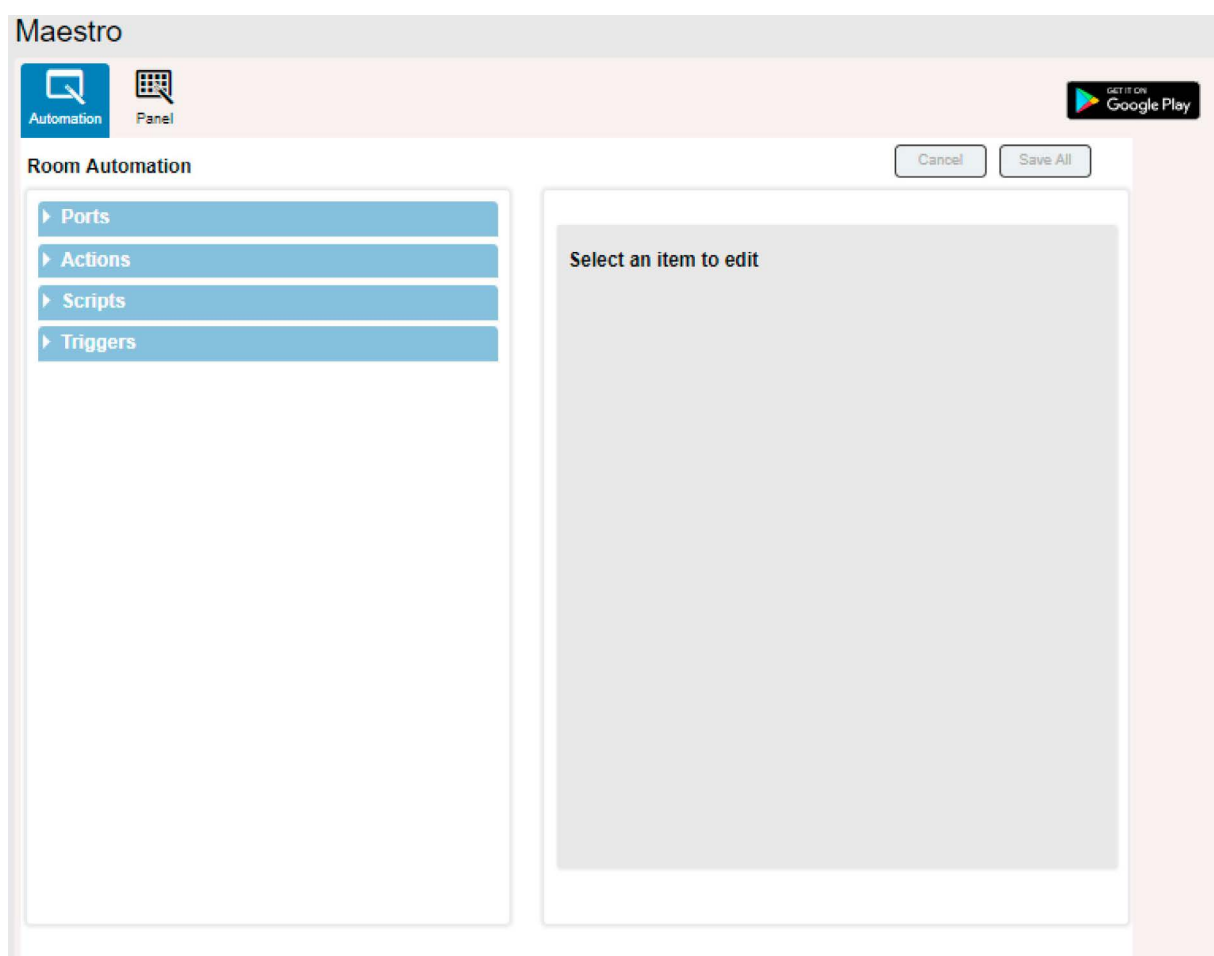 Maestro
Automation
Panel
GET IT ON
Google Play
Room Automation
Cancel
Save All
Ports
Actions
Scripts
Triggers
Select an item to edit